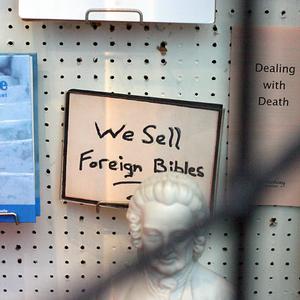 We Sell
Foreign Bibles
Dealing
with
Death